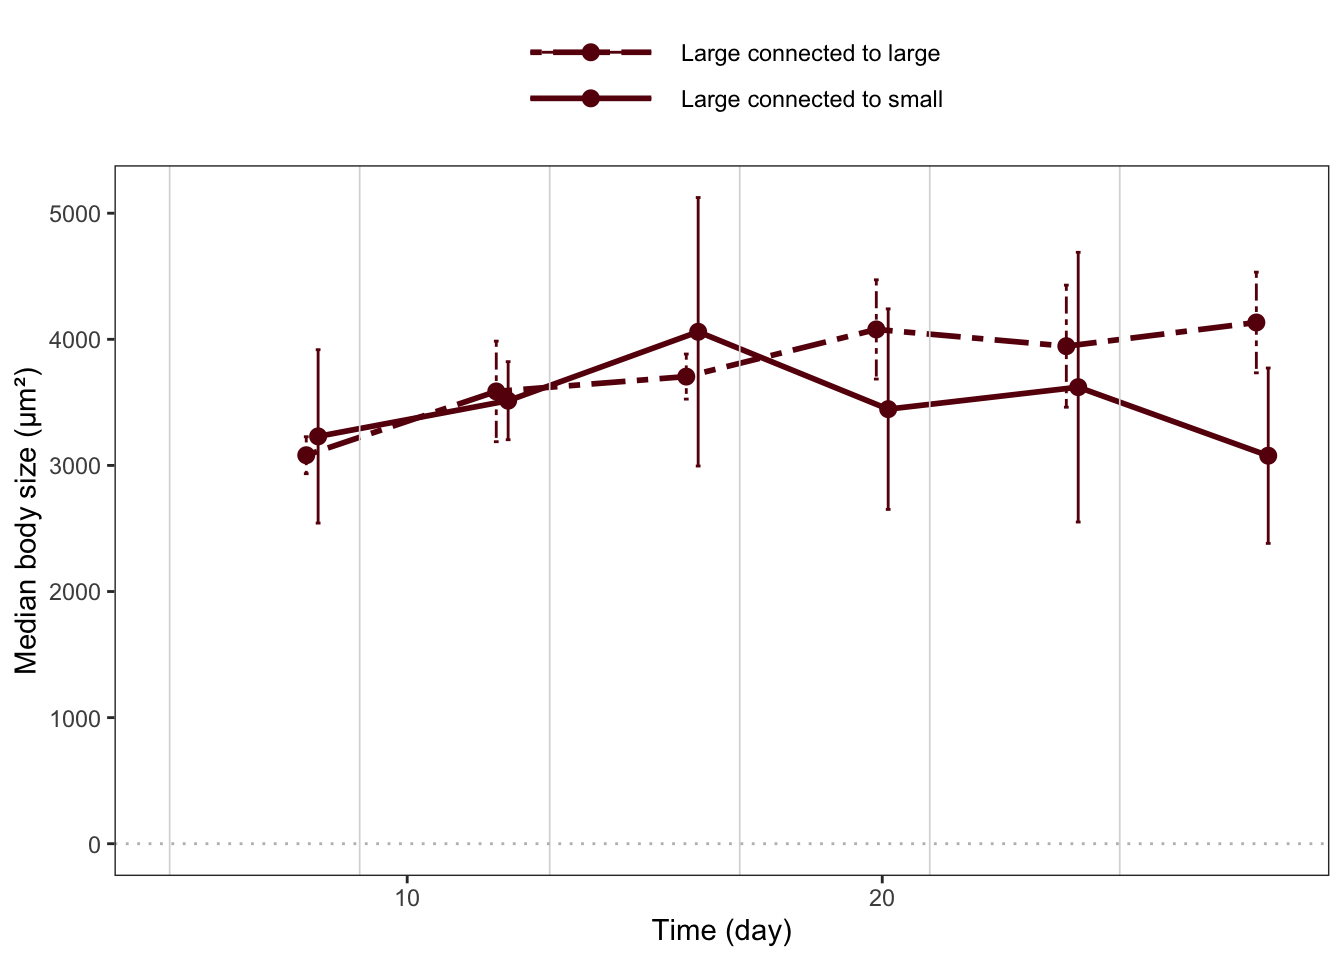 Large connected to large
Large connected to small
5000
4000
3000
2000
1000
0
Median body size (µm²)
10
20
Time (day)